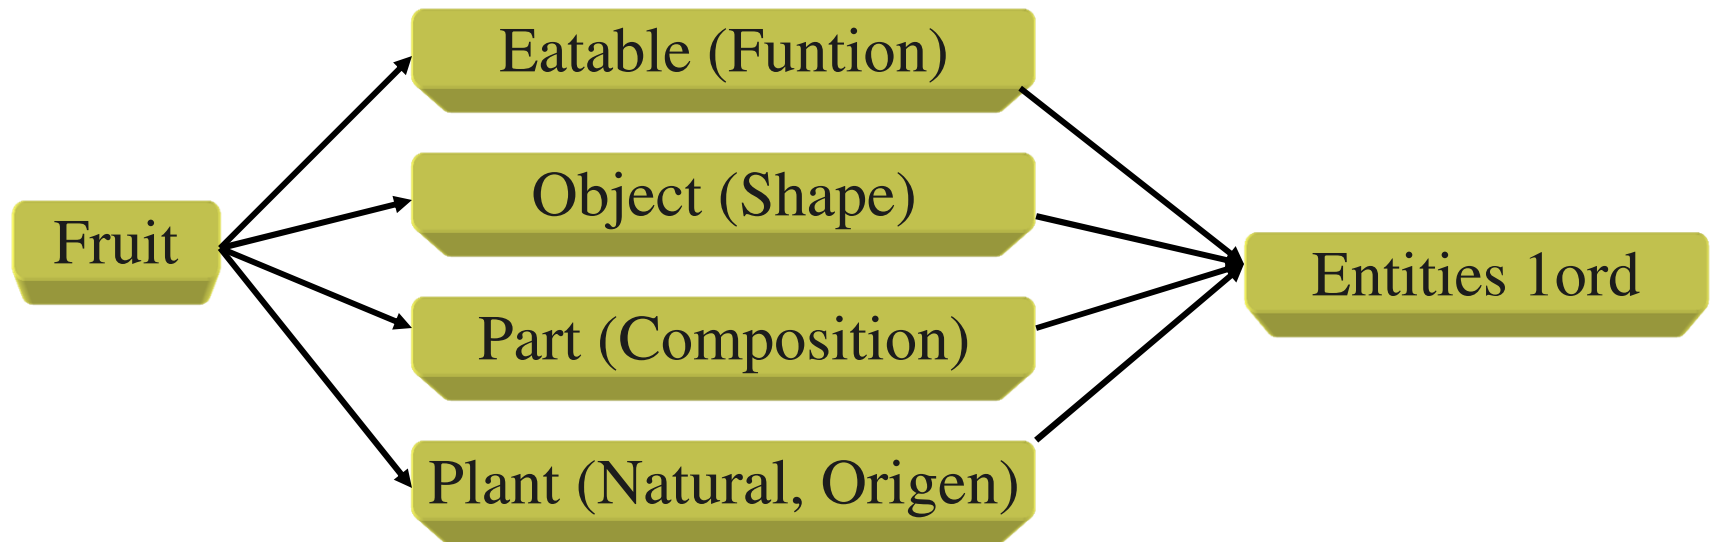 Eatable (Funtion)
Object (Shape)
Fruit
Entities 1ord
Part (Composition)
Plant (Natural, Origen)